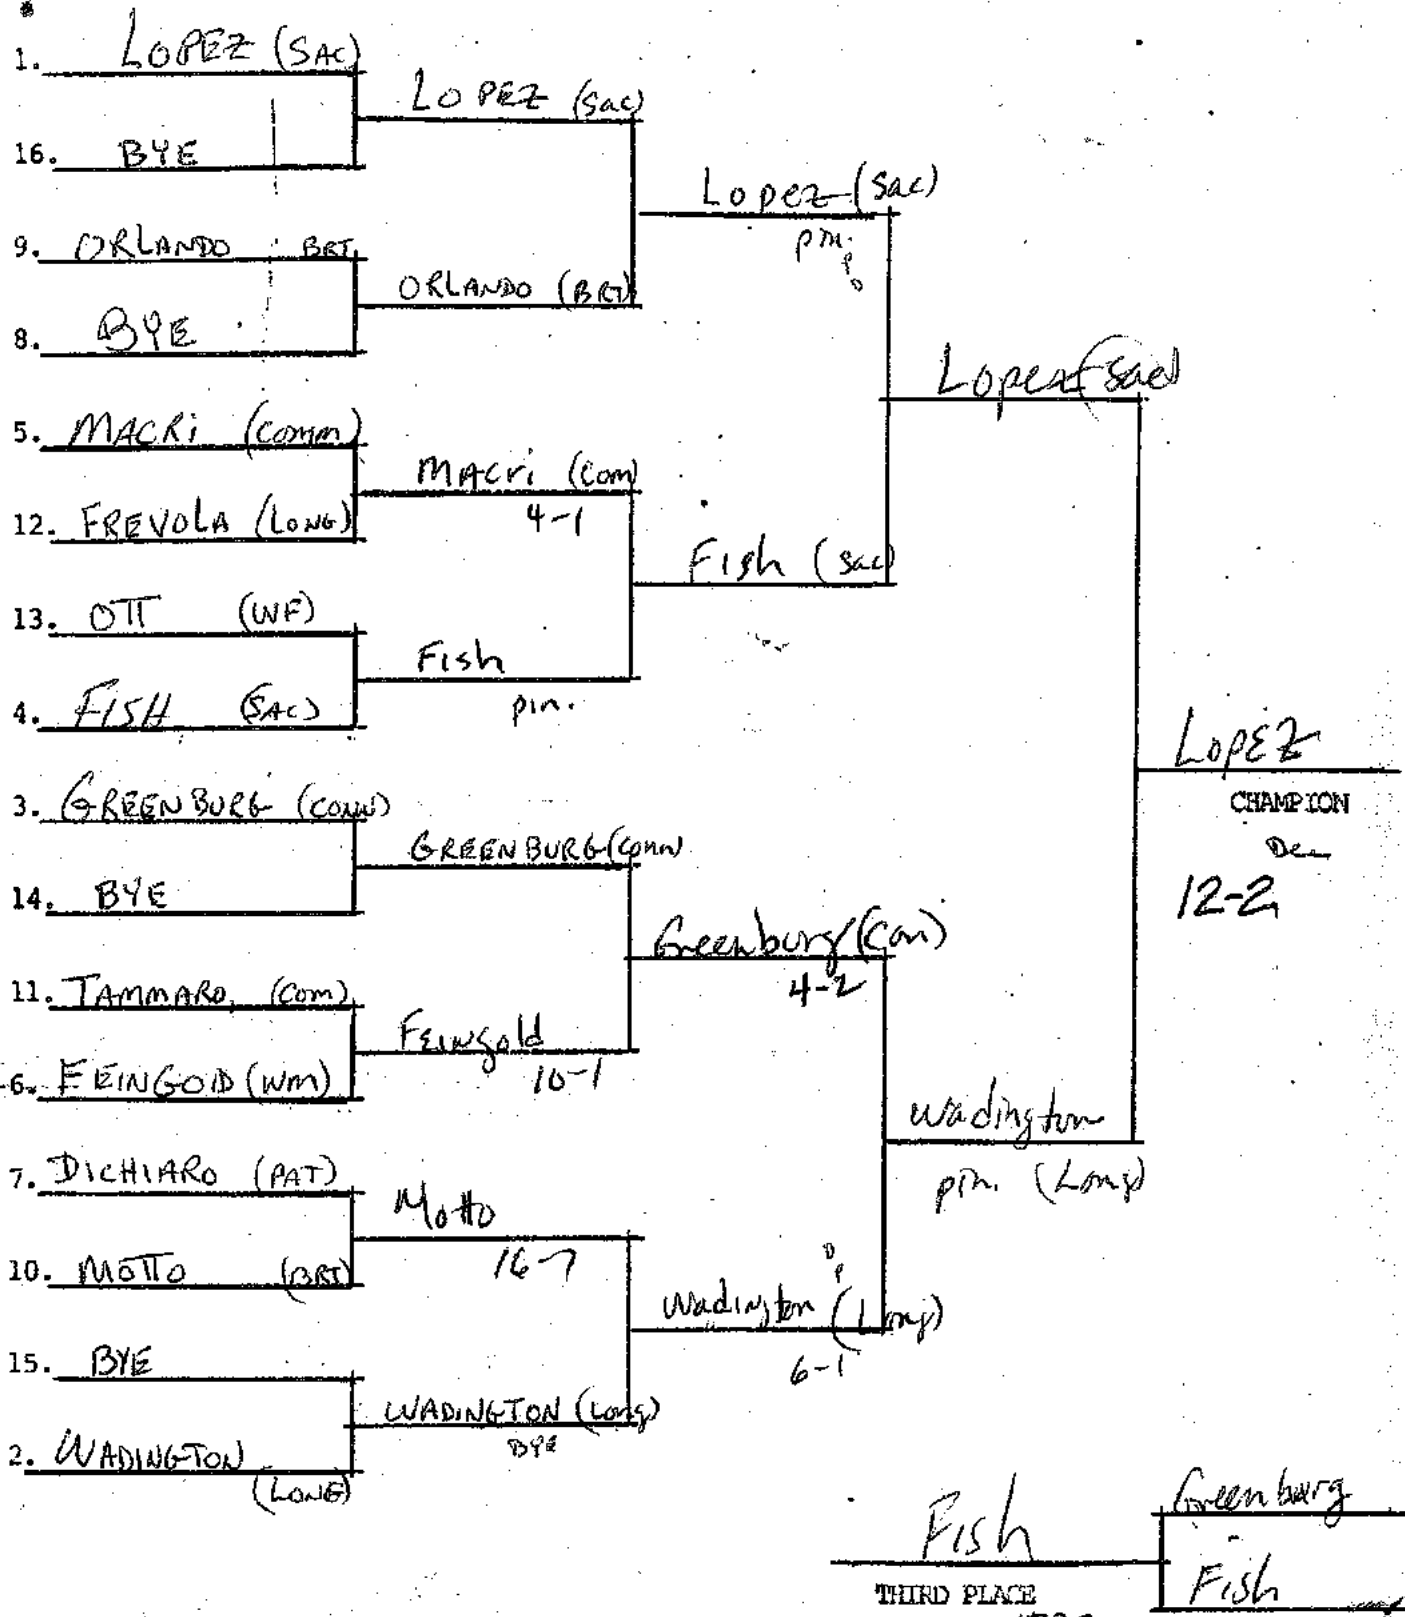 1. LOPEZ (SAC)
LOPEZ (Sac)
16. BYE
Lopez (Sac)
pin.
9. ORLANDO BRT
ORLANDO (BRT)
8. BYE
Lopez (Sac)
5. MACRi (Comm)
MAcri (Com)
4-1
12. FREVOLA (LONG)
Fish (Sac)
13. OTT (WF)
Fish
pin.
4. FISH (SAC)
LOPEZ
CHAMPION
Dec
12-2
3. GREENBURG (CONN)
GREENBURG (Conn)
14. BYE
Greenburg (Con)
4-2
11. TAMMARO (Com)
Feingold
10-1
6. FEINGOLD (WM)
Wadington
pin. (Long)
7. DICHIARO (PAT)
Motto
16-7
10. MOTTO (BRT)
Wadington (Long)
6-1
15. BYE
WADINGTON (Long)
BYE
2. WADINGTON
(LONG)
Greenburg
Fish
THIRD PLACE
Fish